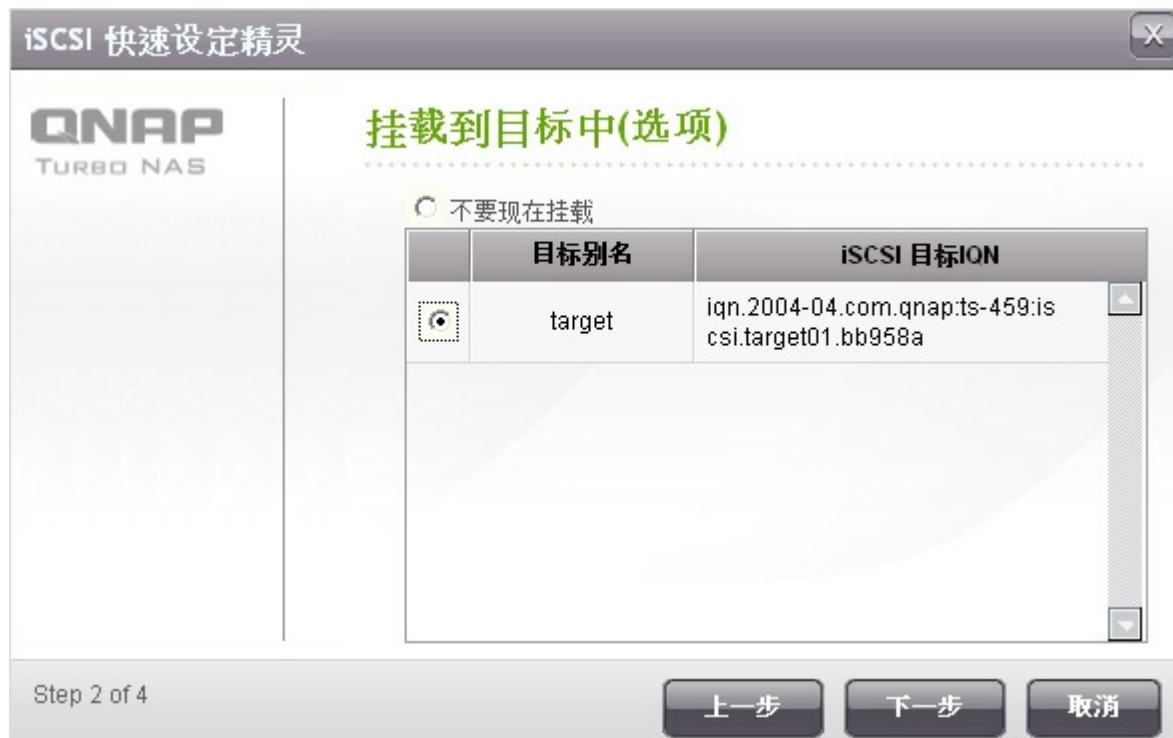 iSCSI 快速设定精灵
X
QNAP
TURBO NAS
挂载到目标中(选项)
不要现在挂载
目标别名 iSCSI 目标IQN
target iqn.2004-04.com.qnap:ts-459:is
csi.target01.bb958a
Step 2 of 4
上一步 下一步 取消